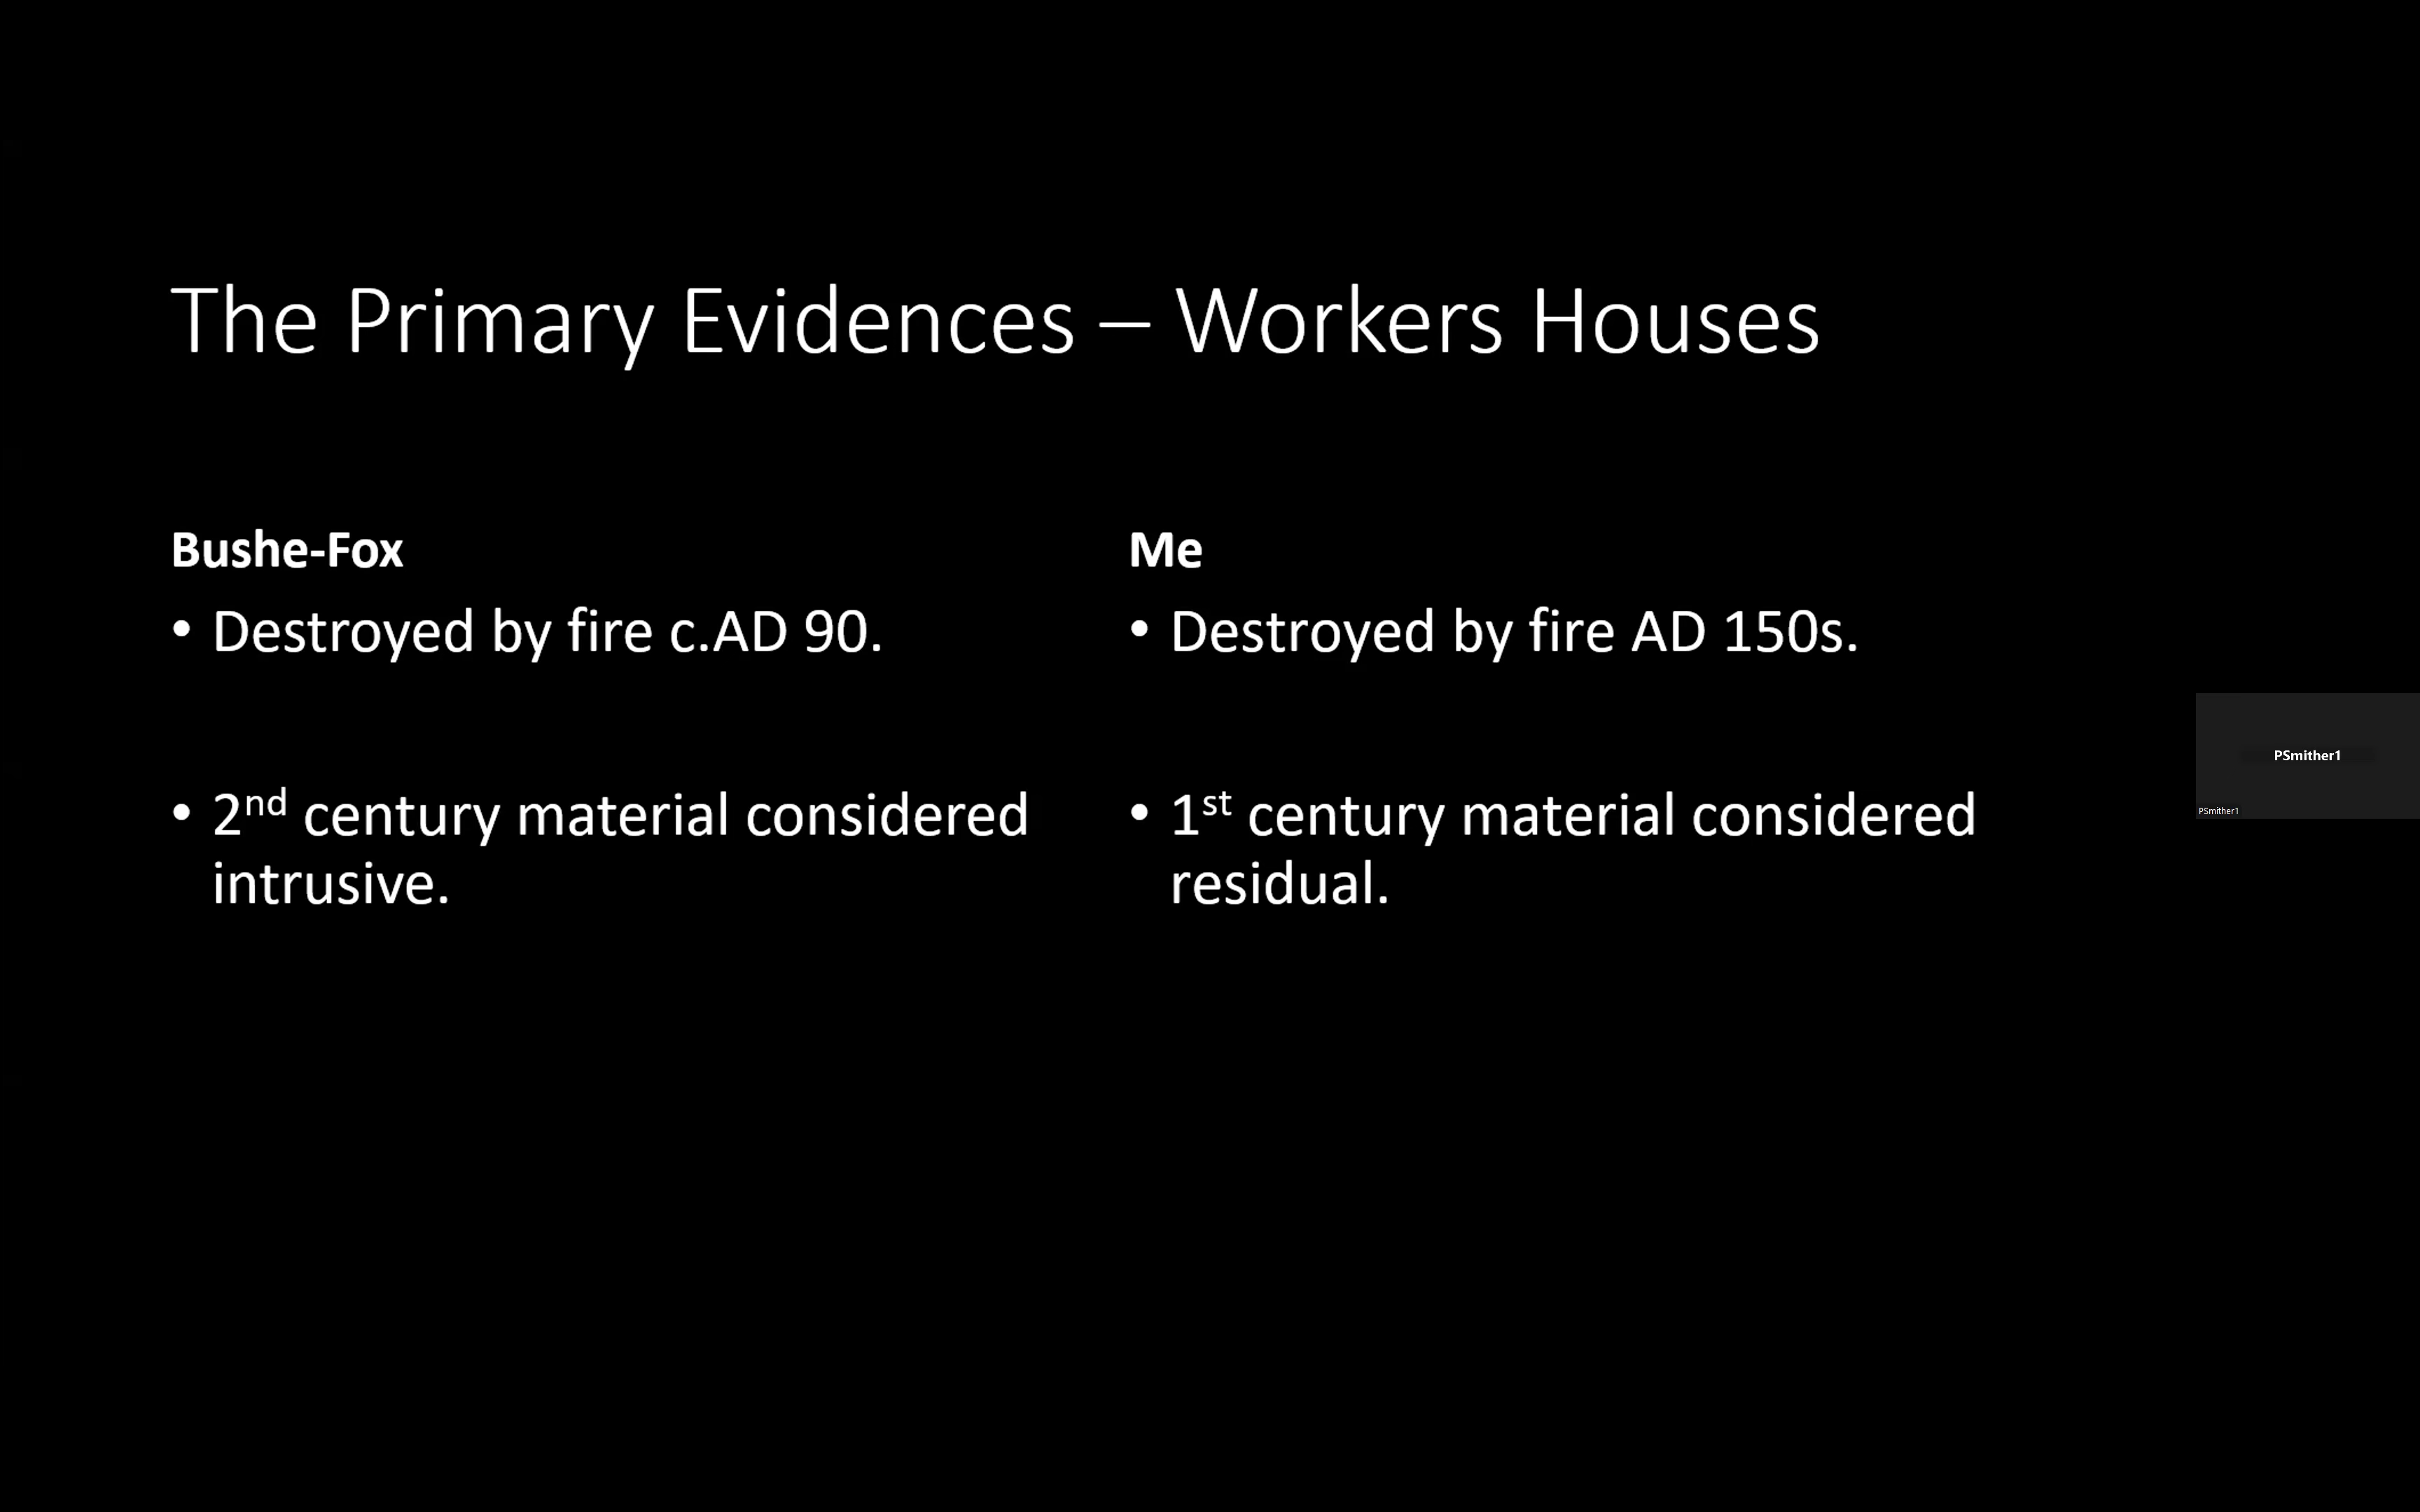 The Primary Evidences – Workers Houses
Bushe-Fox
• Destroyed by fire c.AD 90.
• 2nd century material considered
intrusive.
Me
• Destroyed by fire AD 150s.
• 1st century material considered
residual.
PSmither1
PSmither1